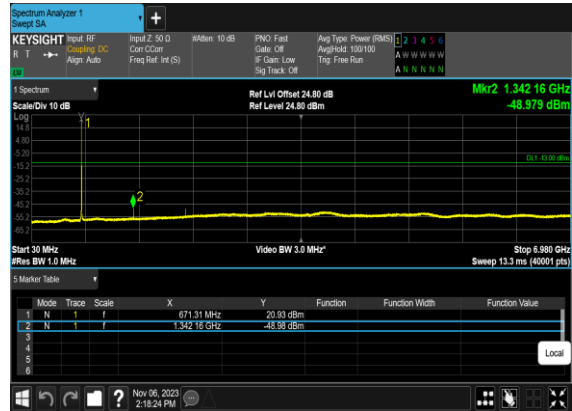 Spectrum Analyzer 1
Swept SA
+
KEYSIGHT Input: RF Input Z: 50 Ω #Atten: 10 dB PNO: Fast Avg Type: Power (RMS) 1 2 3 4 5 6
R T Coupling: DC Corr CCorr Gate: Off Avg|Hold: 100/100 A W W W W W
Align: Auto Freq Ref: Int (S) IF Gain: Low Trig: Free Run
LW Sig Track: Off A N N N N N
1 Spectrum Ref Lvl Offset 24.80 dB Mkr2 1.342 16 GHz
Scale/Div 10 dB Ref Level 24.80 dBm -48.979 dBm
Log
1
14.8
4.80
-5.20
DL1 -13.00 dBm
-15.2
-25.2
-35.2
2
-45.2
-55.2
-65.2
Start 30 MHz Video BW 3.0 MHz* Stop 6.980 GHz
#Res BW 1.0 MHz Sweep 13.3 ms (40001 pts)
5 Marker Table
Mode Trace Scale X Y Function Function Width Function Value
1 N 1 f 671.31 MHz 20.93 dBm
2 N 1 f 1.342 16 GHz -48.98 dBm
3
4
5
6
Local
? Nov 06, 2023
2:18:24 PM